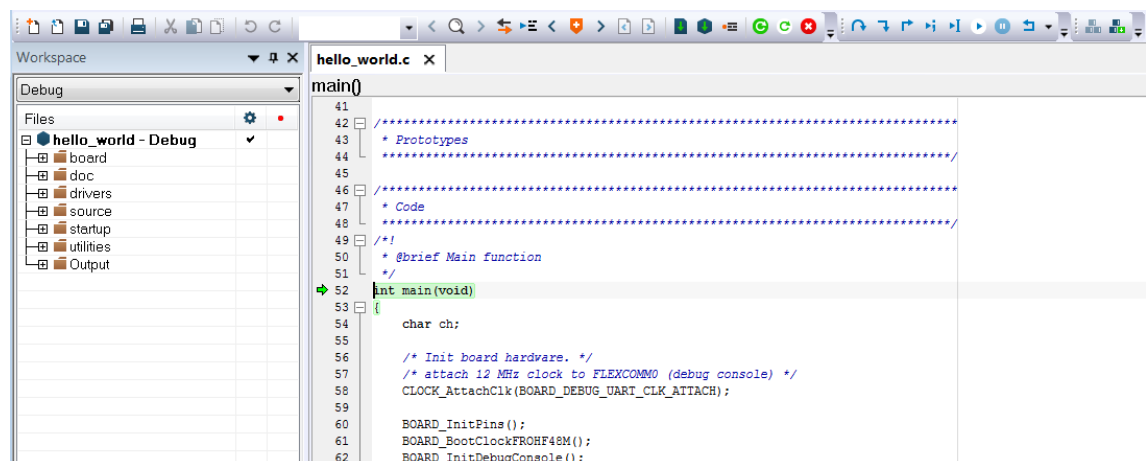 Workspace
Debug
Files
hello_world - Debug
board
doc
drivers
source
startup
utilities
Output
hello_world.c
main()
41
42 /******************************************************************************
43 * Prototypes
44 ******************************************************************************/
45
46 /******************************************************************************
47 * Code
48 ******************************************************************************/
49 /*!
50 * @brief Main function
51 */
52 int main(void)
53 {
54 char ch;
55
56 /* Init board hardware. */
57 /* attach 12 MHz clock to FLEXCOMM0 (debug console) */
58 CLOCK_AttachClk(BOARD_DEBUG_UART_CLK_ATTACH);
59
60 BOARD_InitPins();
61 BOARD_BootClockFROHF48M();
62 BOARD_InitDebugConsole();